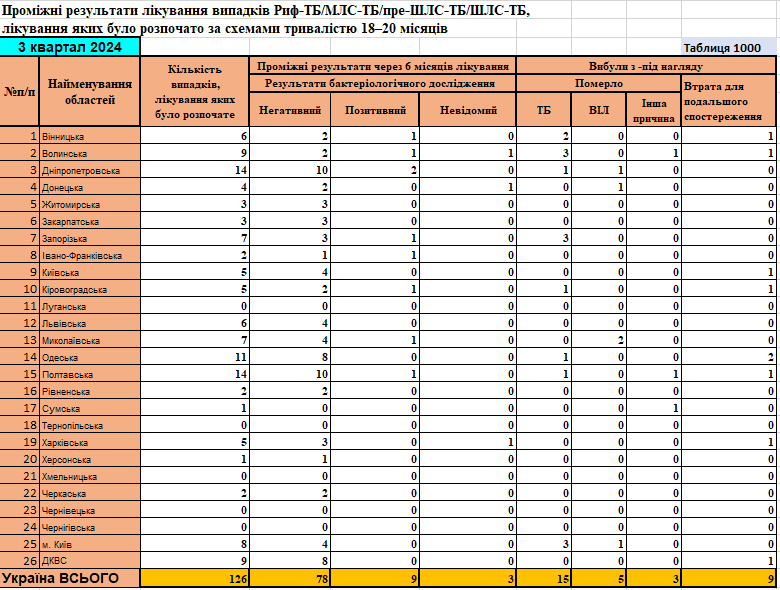 Проміжні результати лікування випадків Риф-ТБ/МЛС-ТБ/пре-ШЛС-ТБ/ШЛС-ТБ,
лікування яких було розпочато за схемами тривалістю 18–20 місяців
3 квартал 2024 Таблиця 1000
№п/п Найменування областей Кількість випадків, лікування яких було розпочате Проміжні результати через 6 місяців лікування Вибули з -під нагляду
Результати бактеріологічного дослідження Померло Втрата для подальшого спостереження
Негативний Позитивний Невідомий ТБ ВІЛ Інша причина
1 Вінницька 6 2 1 0 2 0 0 1
2 Волинська 9 2 1 1 3 0 1 1
3 Дніпропетровська 14 10 2 0 1 1 0 0
4 Донецька 4 2 0 1 0 1 0 0
5 Житомирська 3 3 0 0 0 0 0 0
6 Закарпатська 3 3 0 0 0 0 0 0
7 Запорізька 7 3 1 0 3 0 0 0
8 Івано-Франківська 2 1 1 0 0 0 0 0
9 Київська 5 4 0 0 0 0 0 1
10 Кіровоградська 5 2 1 0 1 0 0 1
11 Луганська 0 0 0 0 0 0 0 0
12 Львівська 6 4 0 0 0 0 0 0
13 Миколаївська 7 4 1 0 0 2 0 0
14 Одеська 11 8 0 0 1 0 0 2
15 Полтавська 14 10 1 0 1 0 1 1
16 Рівненська 2 2 0 0 0 0 0 0
17 Сумська 1 0 0 0 0 0 1 0
18 Тернопільська 0 0 0 0 0 0 0 0
19 Харківська 5 3 0 1 0 0 0 1
20 Херсонська 1 1 0 0 0 0 0 0
21 Хмельницька 0 0 0 0 0 0 0 0
22 Черкаська 2 2 0 0 0 0 0 0
23 Чернівецька 0 0 0 0 0 0 0 0
24 Чернігівська 0 0 0 0 0 0 0 0
25 м. Київ 8 4 0 0 3 1 0 0
26 ДКВС 9 8 0 0 0 0 0 1
Україна ВСЬОГО 126 78 9 3 15 5 3 9